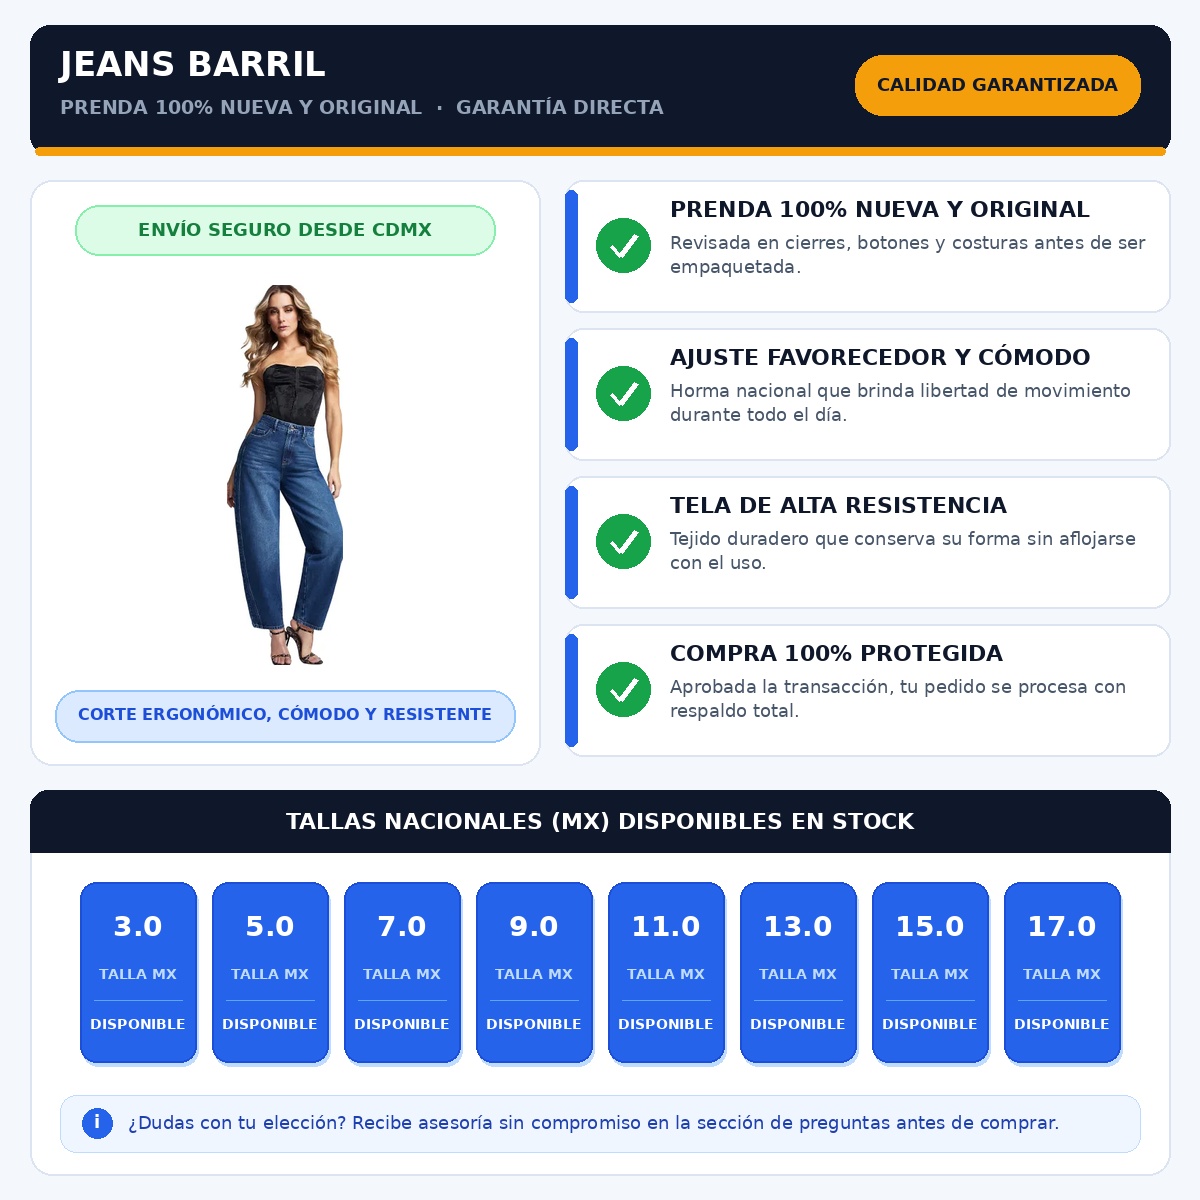 JEANS BARRIL
PRENDA 100% NUEVA Y ORIGINAL · GARANTÍA DIRECTA
CALIDAD GARANTIZADA
ENVÍO SEGURO DESDE CDMX
CORTE ERGONÓMICO, CÓMODO Y RESISTENTE
PRENDA 100% NUEVA Y ORIGINAL
Revisada en cierres, botones y costuras antes de ser
empaquetada.
AJUSTE FAVORECEDOR Y CÓMODO
Horma nacional que brinda libertad de movimiento
durante todo el día.
TELA DE ALTA RESISTENCIA
Tejido duradero que conserva su forma sin aflojarse
con el uso.
COMPRA 100% PROTEGIDA
Aprobada la transacción, tu pedido se procesa con
respaldo total.
TALLAS NACIONALES (MX) DISPONIBLES EN STOCK
3.0 5.0 7.0 9.0 11.0 13.0 15.0 17.0
TALLA MX TALLA MX TALLA MX TALLA MX TALLA MX TALLA MX TALLA MX TALLA MX
DISPONIBLE DISPONIBLE DISPONIBLE DISPONIBLE DISPONIBLE DISPONIBLE DISPONIBLE DISPONIBLE
i ¿Dudas con tu elección? Recibe asesoría sin compromiso en la sección de preguntas antes de comprar.